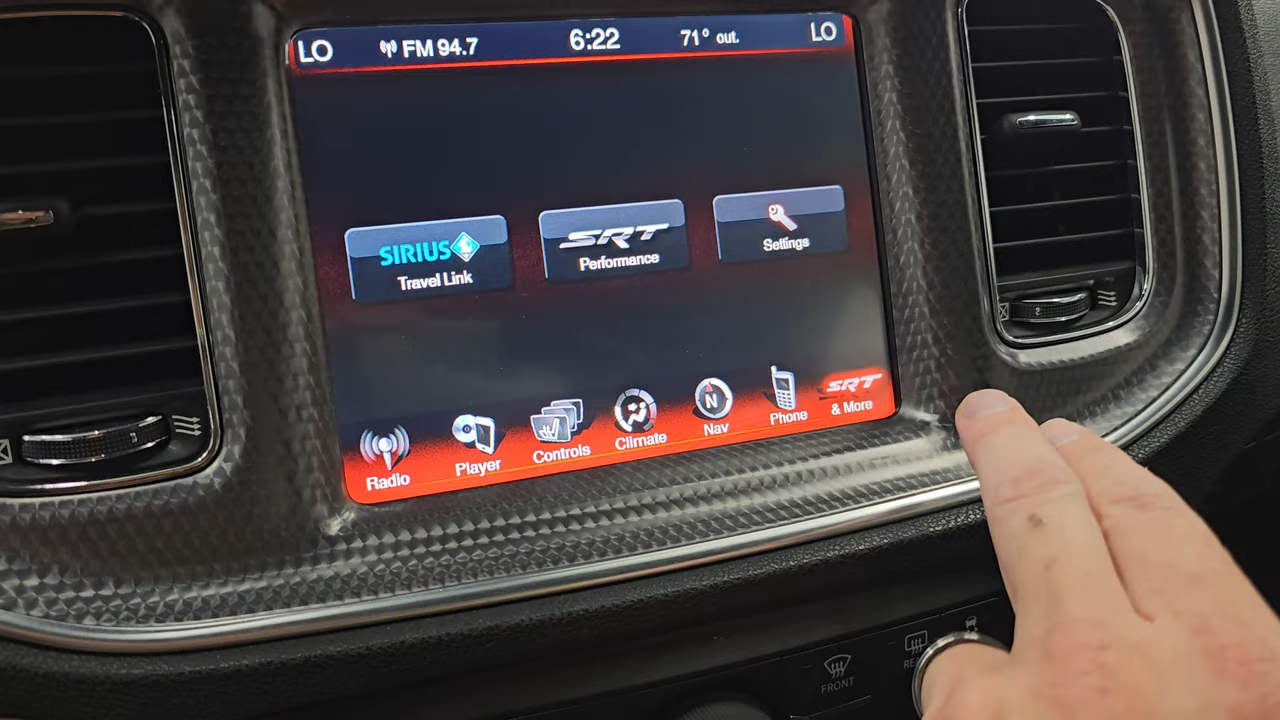 LO FM 94.7 6:22 71° out. LO
SIRIUS
Travel Link
SRT
Performance
Settings
Radio
Player
Controls
Climate
N
Nav
Phone
SRT
& More
FRONT